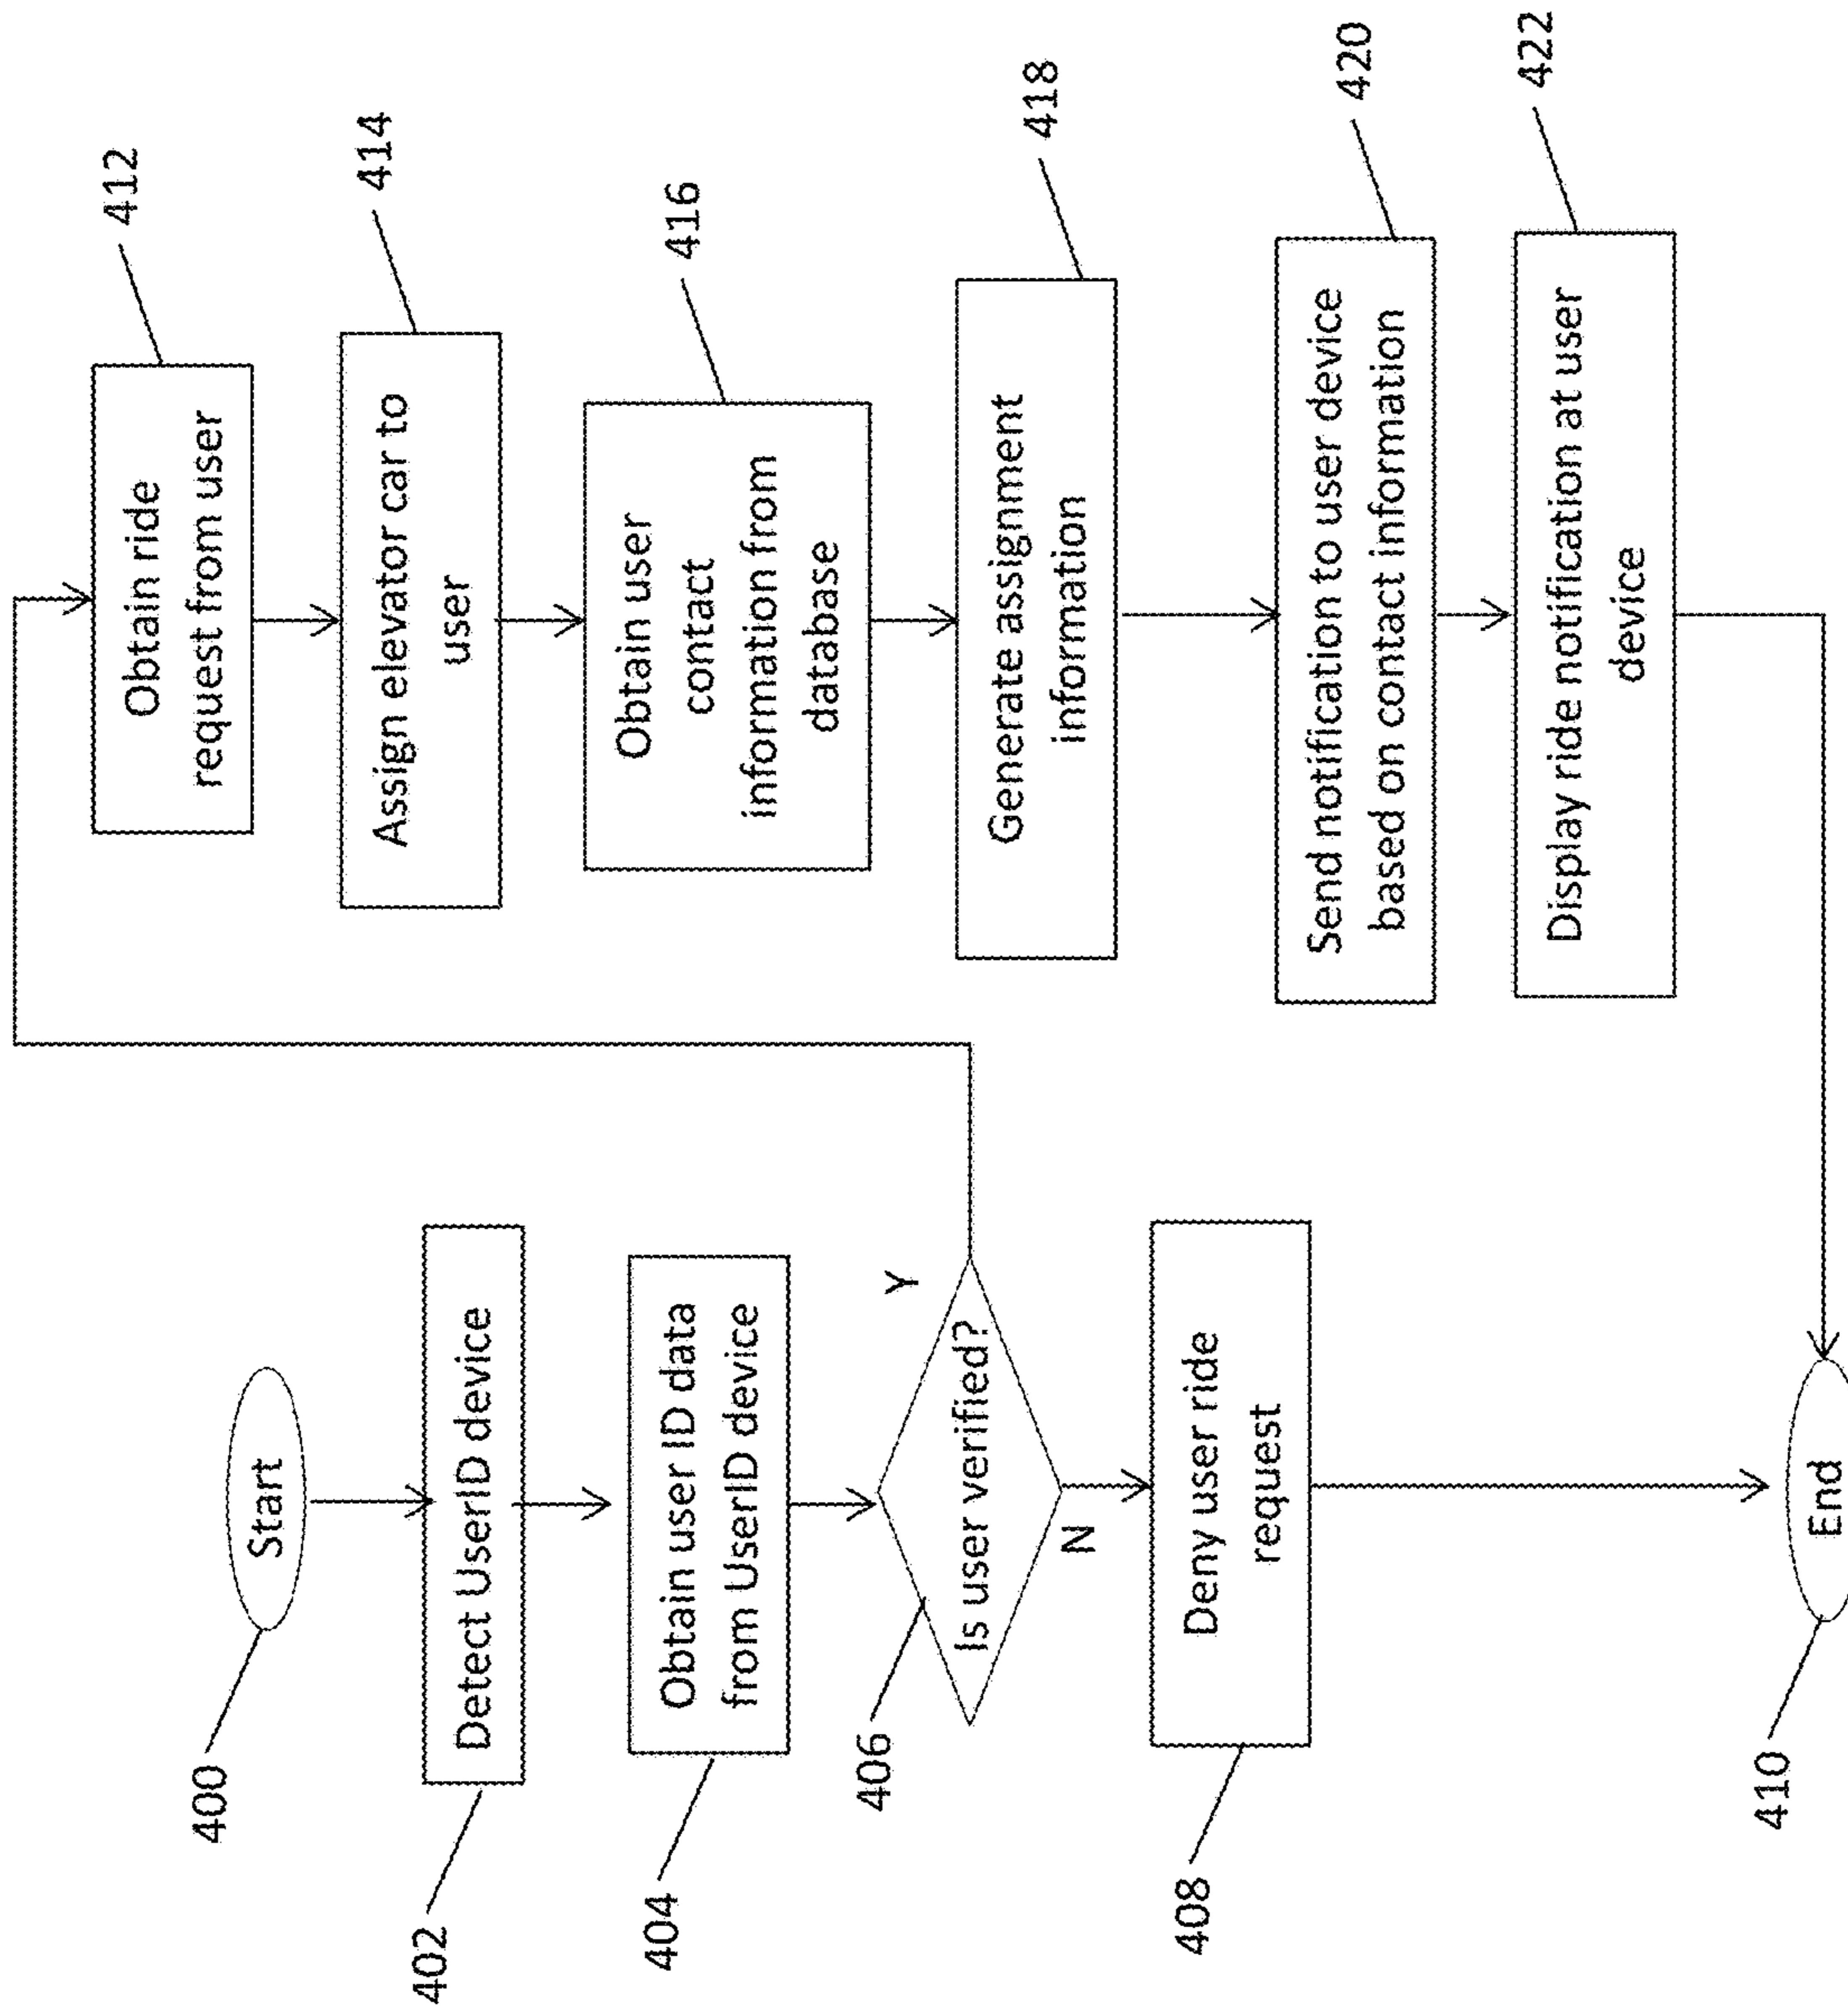 400
Start
402
Detect UserID device
404
Obtain user ID data
from UserID device
406
Is user verified?
Y
N
408
Deny user ride
request
410
End
412
Obtain ride
request from user
414
Assign elevator car to
user
416
Obtain user
contact
information from
database
418
Generate assignment
information
420
Send notification to user device
based on contact information
422
Display ride notification at user
device